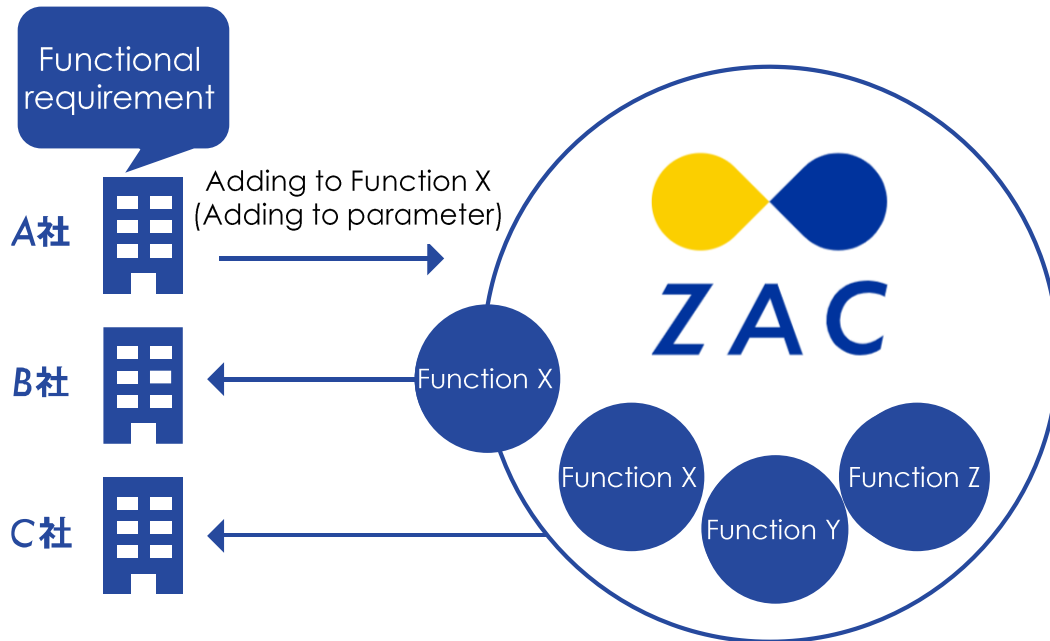 Functional
requirement
A社
Adding to Function X
(Adding to parameter)
ZAC
B社
Function X
C社
Function X
Function Y
Function Z